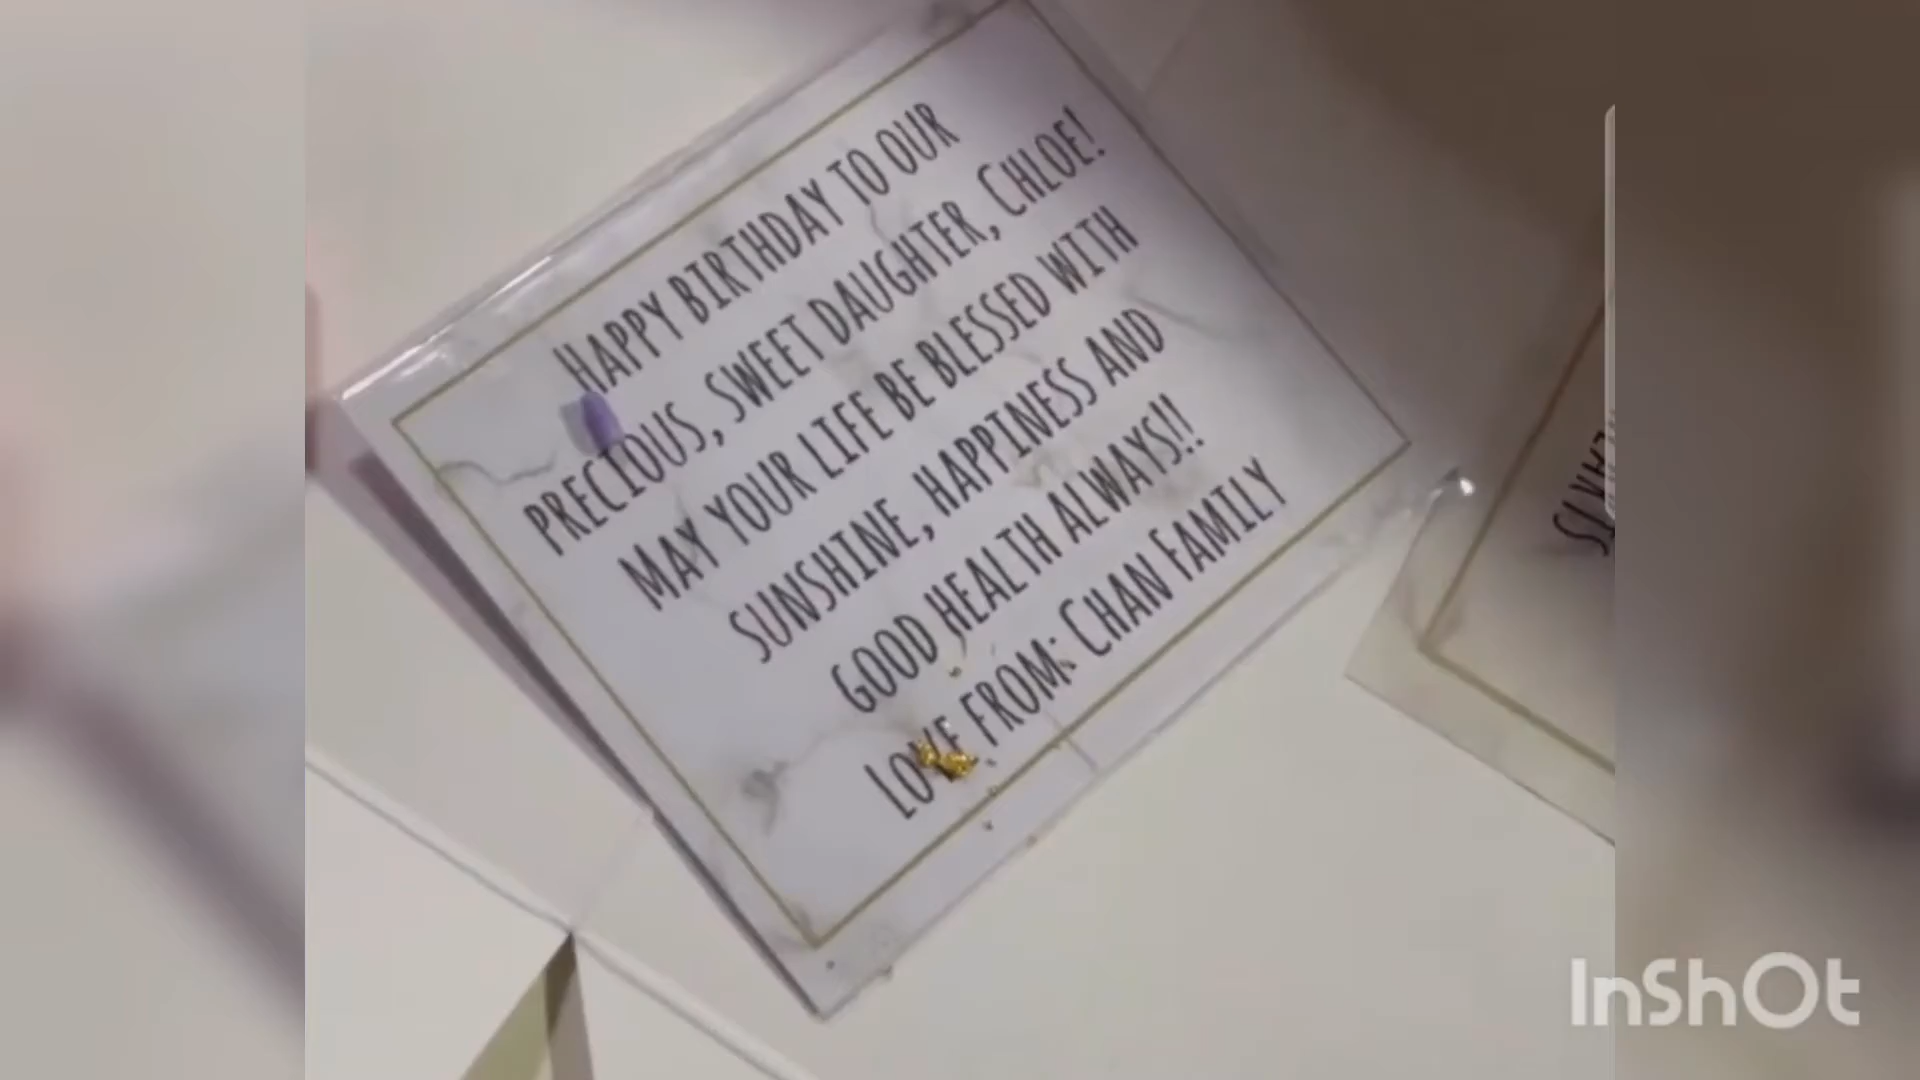 Happy birthday to our
precious, sweet daughter, Chloe!
May your life be blessed with
sunshine, happiness and
good health always!!
Love from: Chan Family
InShOt